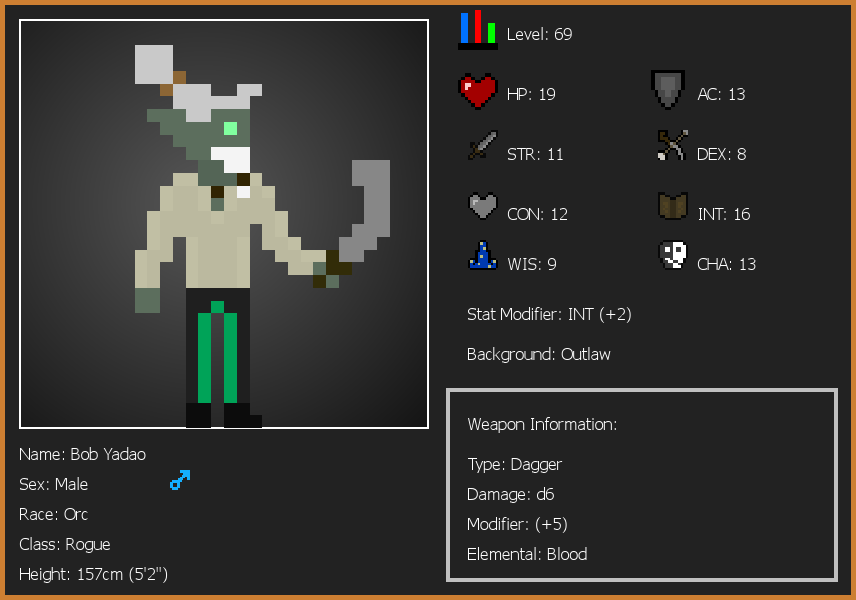 Level: 69
HP: 19
AC: 13
STR: 11
DEX: 8
CON: 12
INT: 16
WIS: 9
CHA: 13
Stat Modifier: INT (+2)
Background: Outlaw
Weapon Information:
Type: Dagger
Damage: d6
Modifier: (+5)
Elemental: Blood
Name: Bob Yadao
Sex: Male
Race: Orc
Class: Rogue
Height: 157cm (5'2")